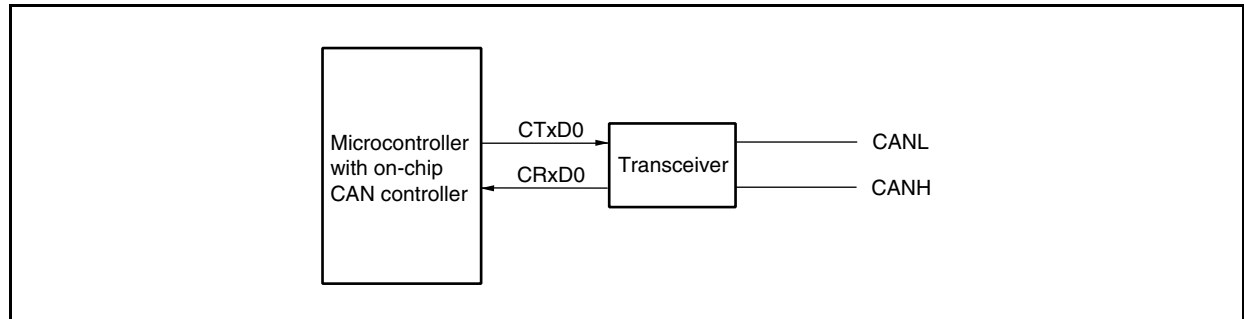 Microcontroller
with on-chip
CAN controller
CTxD0
CRxD0
Transceiver
CANL
CANH